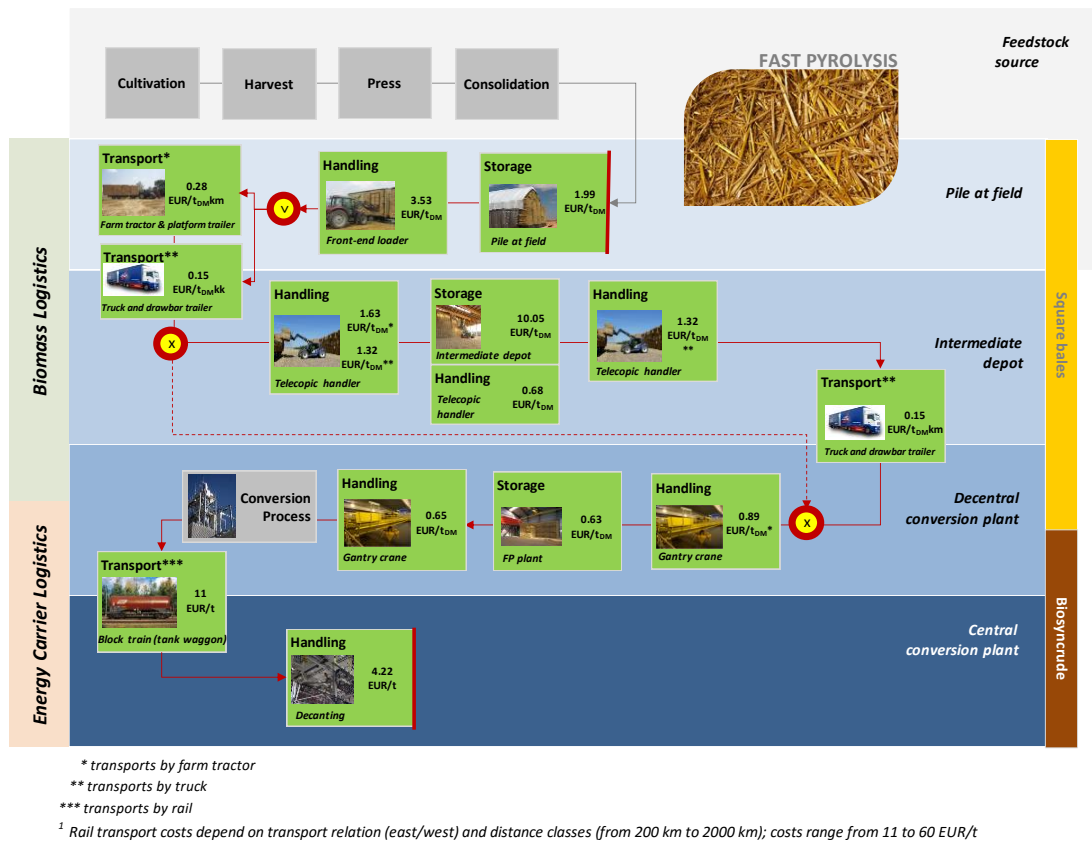 Feedstock
source
FAST PYROLYSIS
Cultivation
Harvest
Press
Consolidation
Biomass Logistics
Energy Carrier Logistics
Square bales
Biosyncrude
Pile at field
Transport*
0.28
EUR/tDMkm
Farm tractor & platform trailer
V
Handling
3.53
EUR/tDM
Front-end loader
Storage
1.99
EUR/tDM
Pile at field
Transport**
0.15
EUR/tDMkk
Truck and drawbar trailer
X
Intermediate
depot
Handling
1.63
EUR/tDM*
1.32
EUR/tDM**
Telecopic handler
Storage
10.05
EUR/tDM
Intermediate depot
Handling
Telecopic
handler
0.68
EUR/tDM
Handling
1.32
EUR/tDM
**
Telecopic handler
Transport**
0.15
EUR/tDMkm
Truck and drawbar trailer
Decentral
conversion plant
Conversion
Process
Handling
0.65
EUR/tDM
Gantry crane
Storage
0.63
EUR/tDM
FP plant
Handling
0.89
EUR/tDM*
Gantry crane
X
Transport***
11
EUR/t
Block train (tank waggon)
Central
conversion plant
Handling
4.22
EUR/t
Decanting
* transports by farm tractor
** transports by truck
*** transports by rail
1 Rail transport costs depend on transport relation (east/west) and distance classes (from 200 km to 2000 km); costs range from 11 to 60 EUR/t